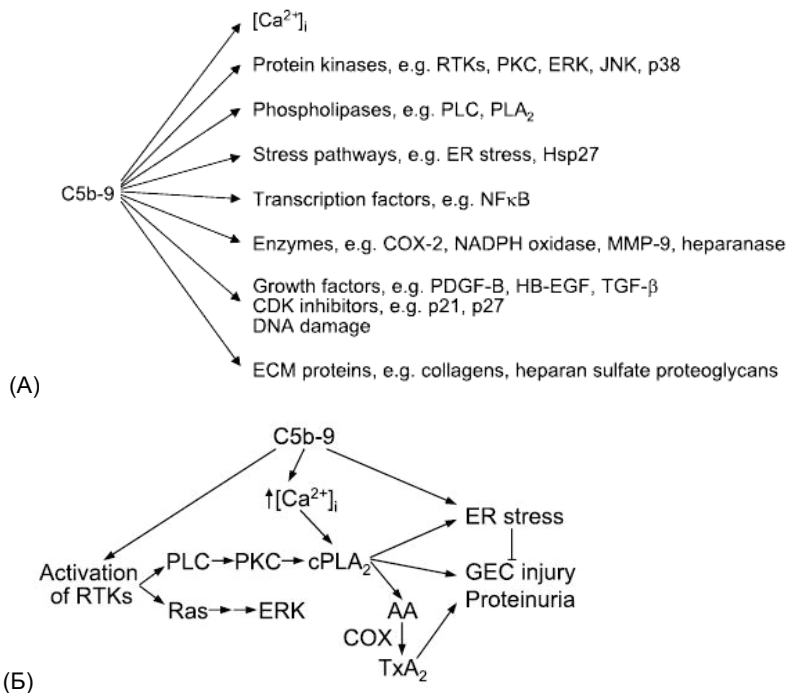 [Ca²⁺]ᵢ
Protein kinases, e.g. RTKs, PKC, ERK, JNK, p38
Phospholipases, e.g. PLC, PLA₂
Stress pathways, e.g. ER stress, Hsp27
C5b-9
Transcription factors, e.g. NFκB
Enzymes, e.g. COX-2, NADPH oxidase, MMP-9, heparanase
Growth factors, e.g. PDGF-B, HB-EGF, TGF-β
CDK inhibitors, e.g. p21, p27
DNA damage
ECM proteins, e.g. collagens, heparan sulfate proteoglycans
(А)
C5b-9
↑[Ca²⁺]ᵢ
ER stress
PLC→PKC→cPLA₂
Activation
of RTKs
GEC injury
Proteinuria
Ras→→ERK
AA
COX
TxA₂
(Б)